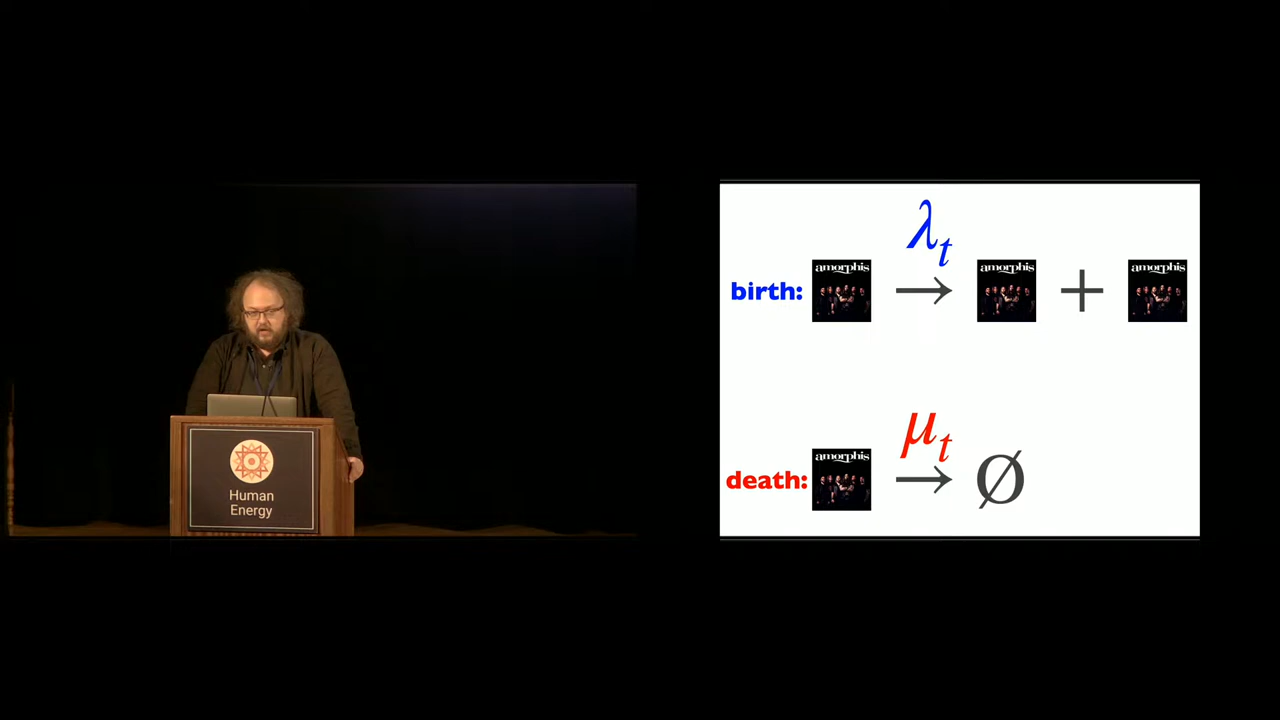 Human
Energy
λt
birth: amorphis → amorphis + amorphis
μt
death: amorphis → Ø